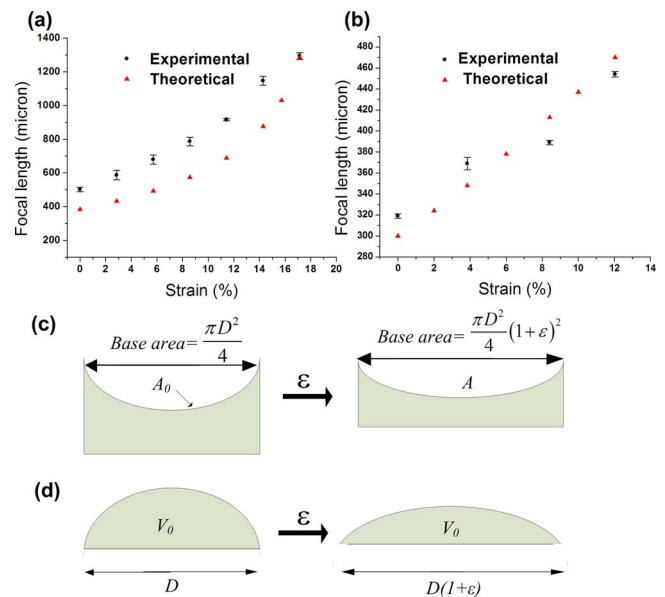 (a)
Focal length (micron)
1400
1200
1000
800
600
400
200
Experimental
Theoretical
0 2 4 6 8 10 12 14 16 18 20
Strain (%)
(b)
Focal length (micron)
480
460
440
420
400
380
360
340
320
300
280
Experimental
Theoretical
0 2 4 6 8 10 12 14
Strain (%)
(c)
Base area= πD²/4
A₀
ε
Base area= πD²/4 (1+ε)²
A
(d)
V₀
D
ε
V₀
D(1+ε)